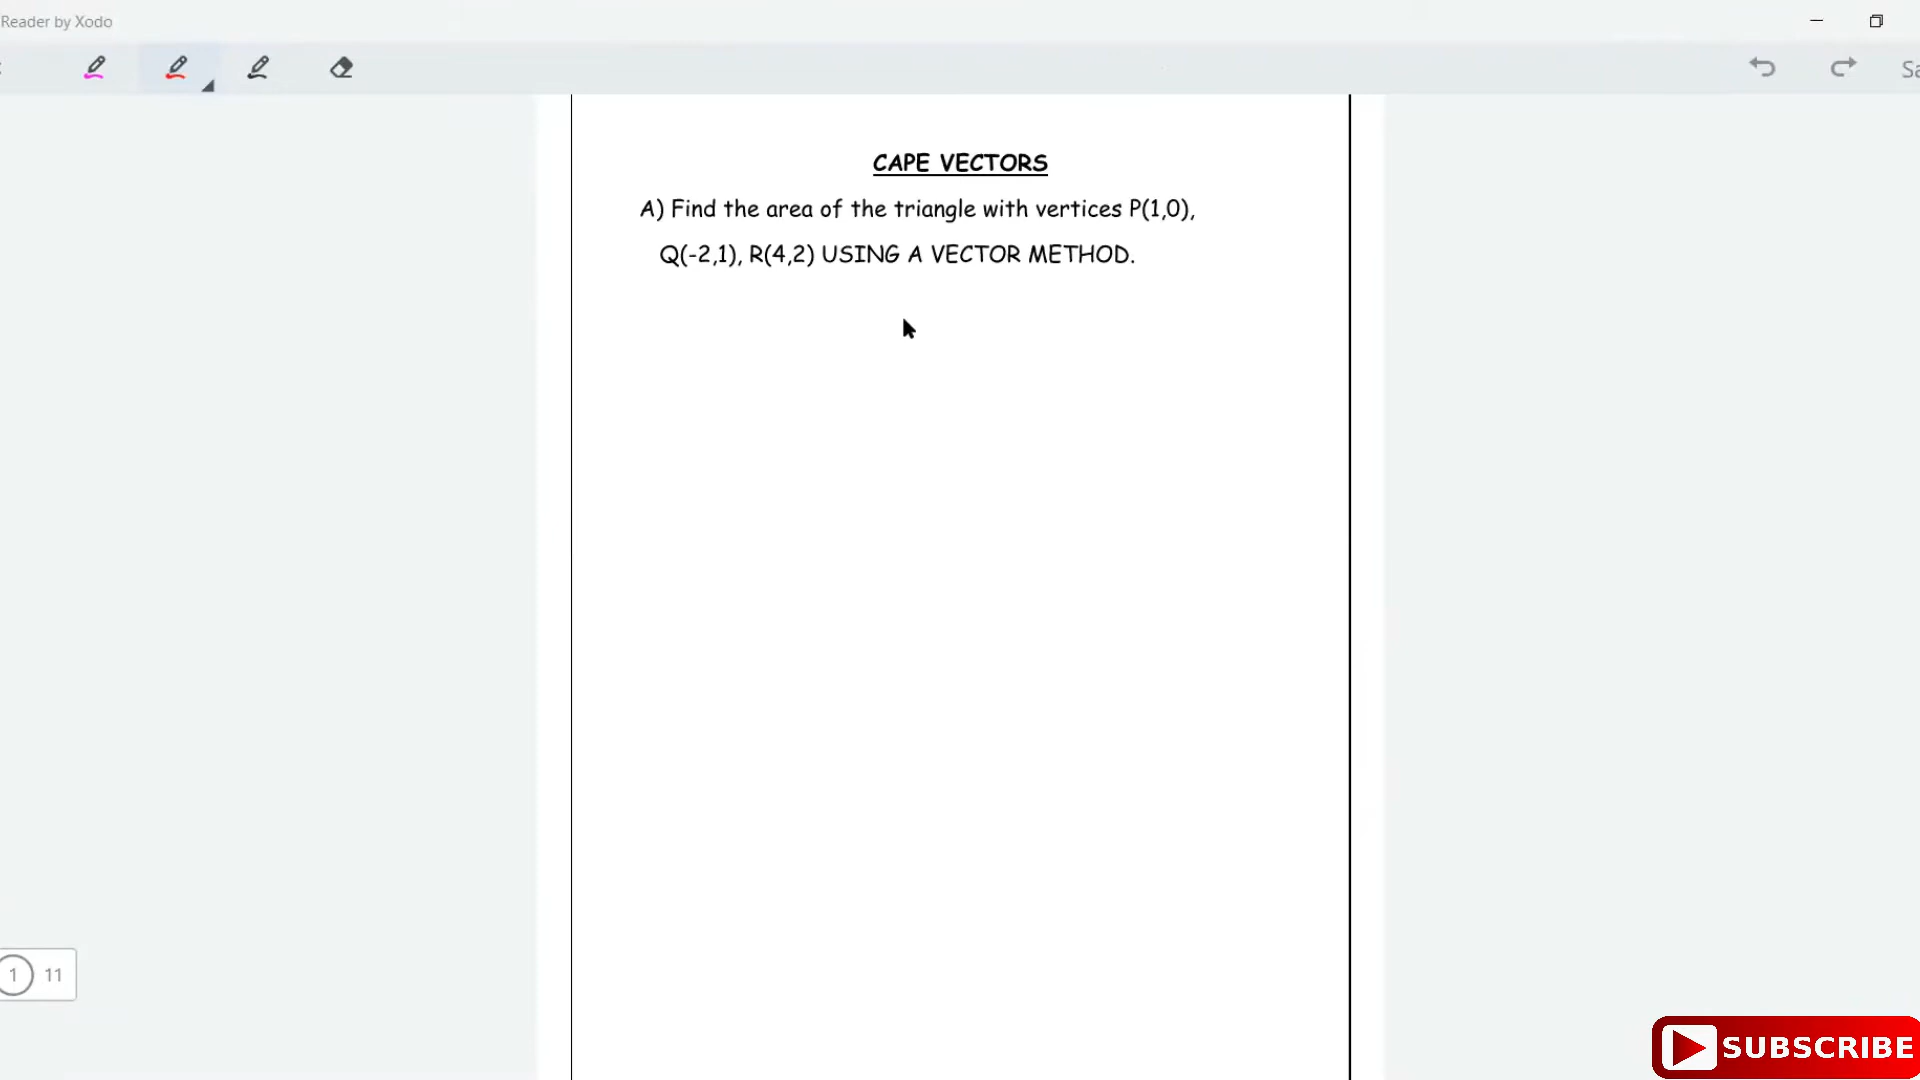 Reader by Xodo
CAPE VECTORS
A) Find the area of the triangle with vertices P(1,0),
Q(-2,1), R(4,2) USING A VECTOR METHOD.
1 11
SUBSCRIBE